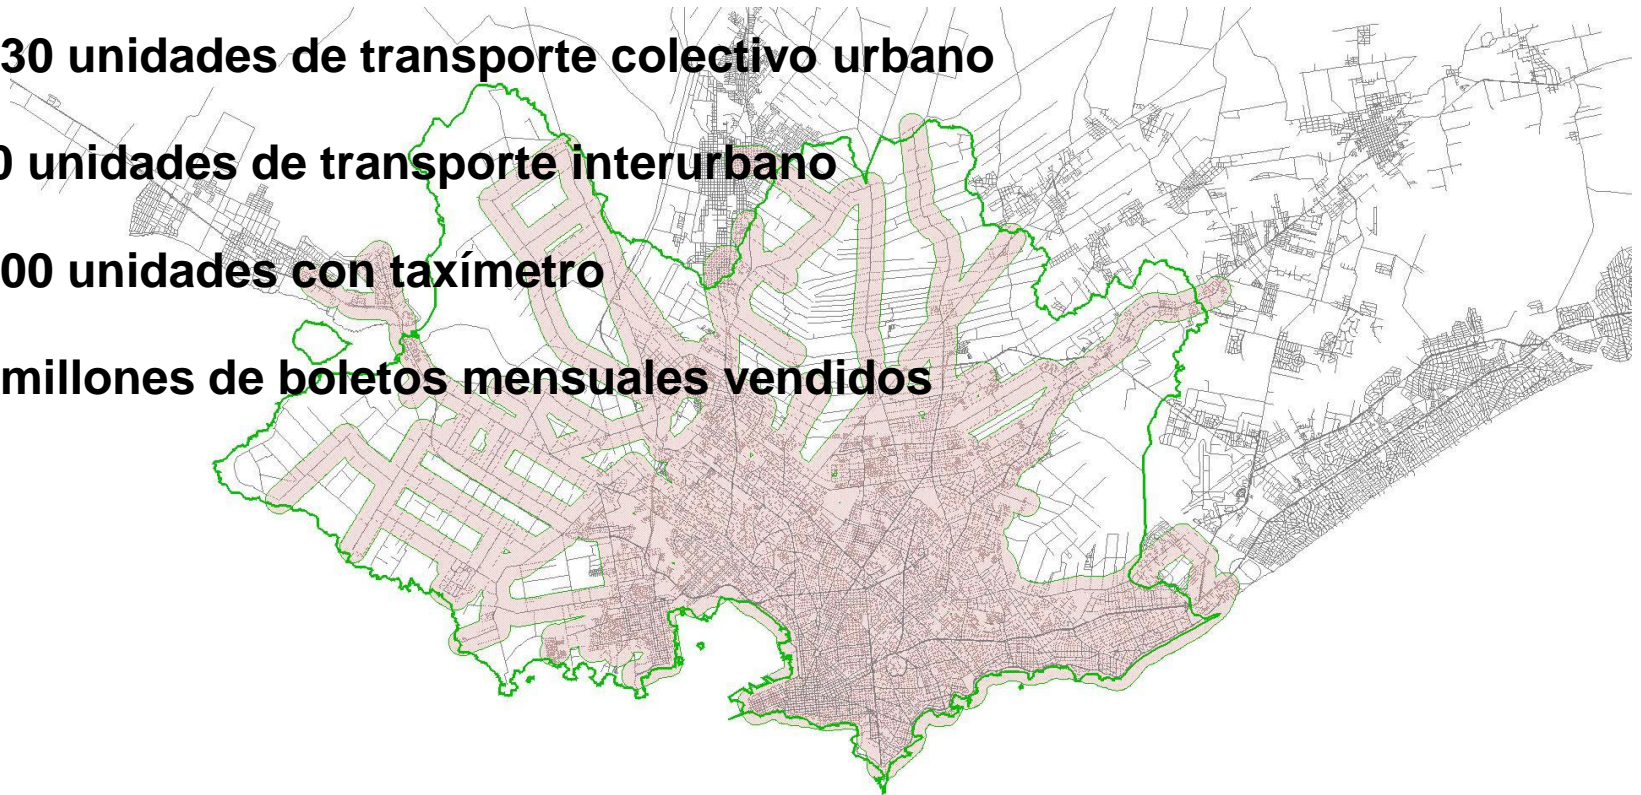 30 unidades de transporte colectivo urbano
0 unidades de transporte interurbano
00 unidades con taxímetro
millones de boletos mensuales vendidos